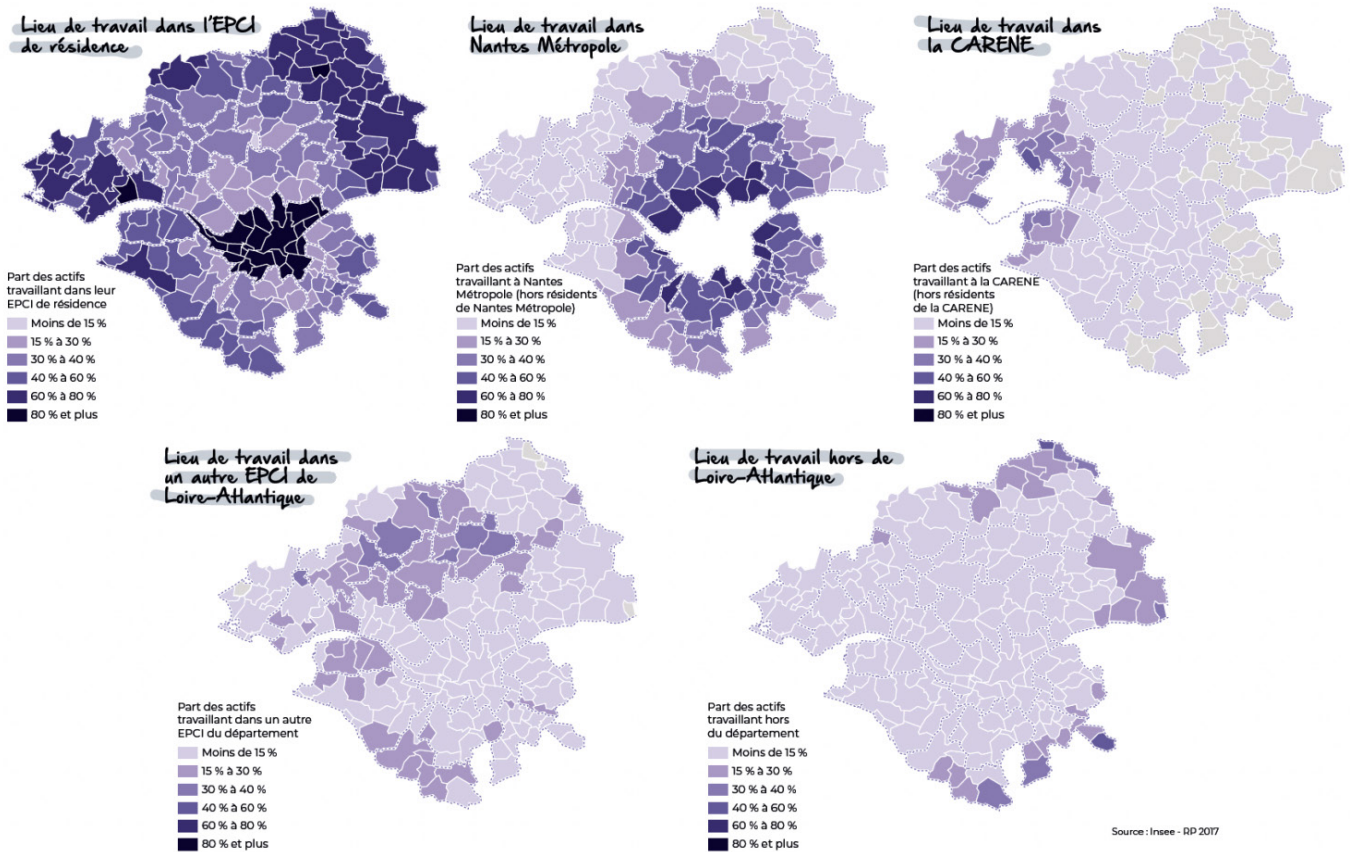 Lieu de travail dans l'EPCI
de résidence
Part des actifs
travaillant dans leur
EPCI de résidence
Moins de 15 %
15 % à 30 %
30 % à 40 %
40 % à 60 %
60 % à 80 %
80 % et plus
Lieu de travail dans
Nantes Métropole
Part des actifs
travaillant à Nantes
Métropole (hors résidents
de Nantes Métropole)
Moins de 15 %
15 % à 30 %
30 % à 40 %
40 % à 60 %
60 % à 80 %
80 % et plus
Lieu de travail dans
la CARENE
Part des actifs
travaillant à la CARENE
(hors résidents
de la CARENE)
Moins de 15 %
15 % à 30 %
30 % à 40 %
40 % à 60 %
60 % à 80 %
80 % et plus
Lieu de travail dans
un autre EPCI de
Loire-Atlantique
Part des actifs
travaillant dans un autre
EPCI du département
Moins de 15 %
15 % à 30 %
30 % à 40 %
40 % à 60 %
60 % à 80 %
80 % et plus
Lieu de travail hors de
Loire-Atlantique
Part des actifs
travaillant hors
du département
Moins de 15 %
15 % à 30 %
30 % à 40 %
40 % à 60 %
60 % à 80 %
80 % et plus
Source : Insee - RP 2017